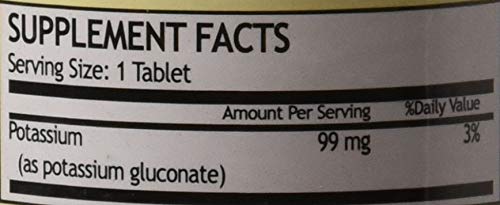 SUPPLEMENT FACTS
Serving Size: 1 Tablet
Amount Per Serving %Daily Value
Potassium 99 mg 3%
(as potassium gluconate)